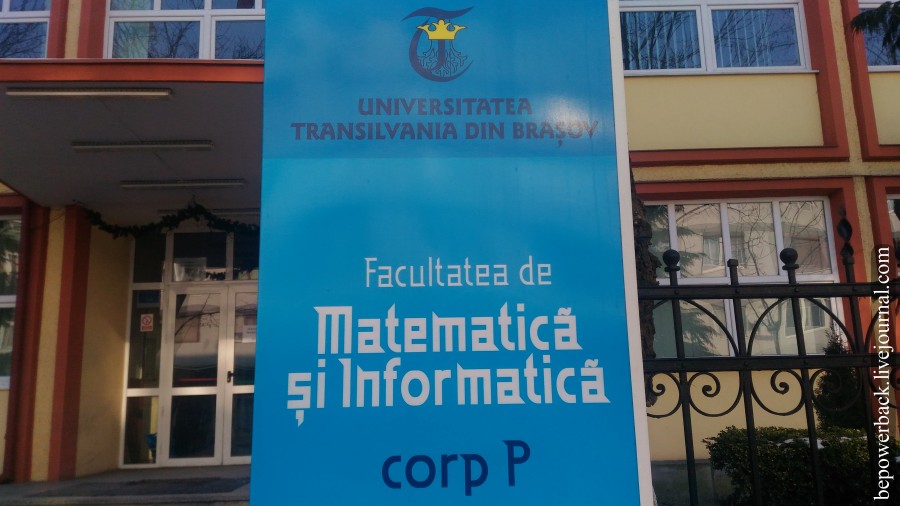 UNIVERSITATEA
TRANSILVANIA DIN BRAȘOV
Facultatea de
Matematică
și Informatică
corp P
bepowerback.livejournal.com